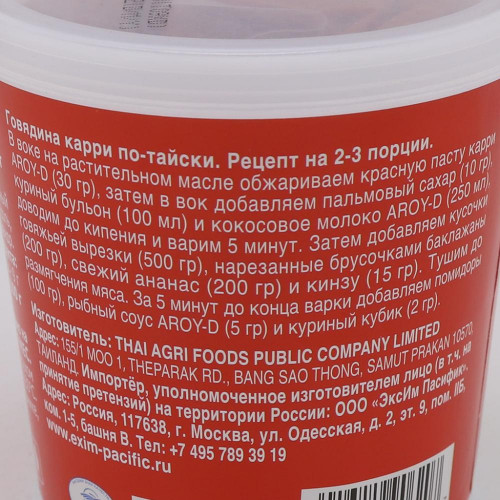 Говядина карри по-тайски. Рецепт на 2-3 порции.
В воке на растительном масле обжариваем красную пасту карри
AROY-D (30 гр), затем в вок добавляем пальмовый сахар (10 гр),
куриный бульон (100 мл) и кокосовое молоко AROY-D (250 мл),
доводим до кипения и варим 5 минут. Затем добавляем кусочки
говяжьей вырезки (500 гр), нарезанные брусочками баклажаны
(200 гр), свежий ананас (200 гр) и кинзу (15 гр). Тушим до
размягчения мяса. За 5 минут до конца варки добавляем помидоры
(100 гр), рыбный соус AROY-D (5 гр) и куриный кубик (2 гр).
Изготовитель: THAI AGRI FOODS PUBLIC COMPANY LIMITED
Адрес: 155/1 MOO 1, THEPARAK RD., BANG SAO THONG, SAMUT PRAKAN 10570,
ТАИЛАНД. Импортёр, уполномоченное изготовителем лицо (в т.ч. на
принятие претензий) на территории России: ООО «ЭксИм Пасифик».
Адрес: Россия, 117638, г. Москва, ул. Одесская, д. 2, эт. 9, пом. IIБ,
ком.1-5, башня В. Тел./ +7 495 789 39 19
www.exim-pacific.ru